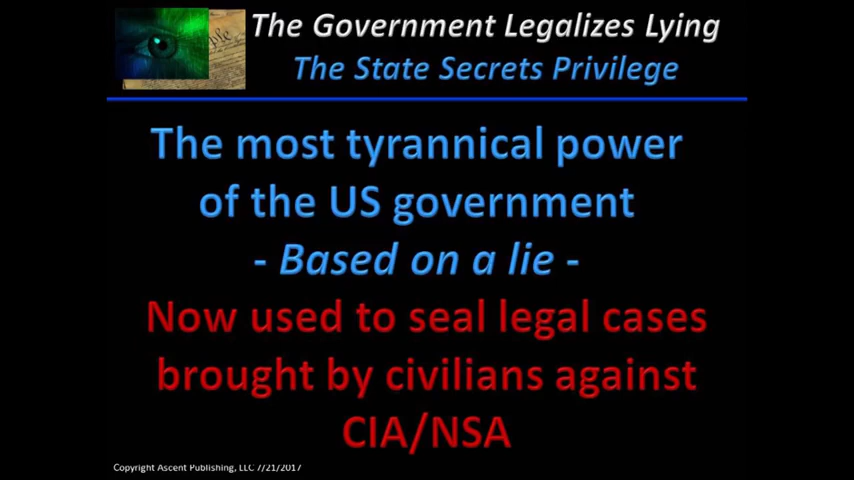 The Government Legalizes Lying
The State Secrets Privilege
The most tyrannical power
of the US government
- Based on a lie -
Now used to seal legal cases
brought by civilians against
CIA/NSA
Copyright Ascent Publishing, LLC 7/21/2017